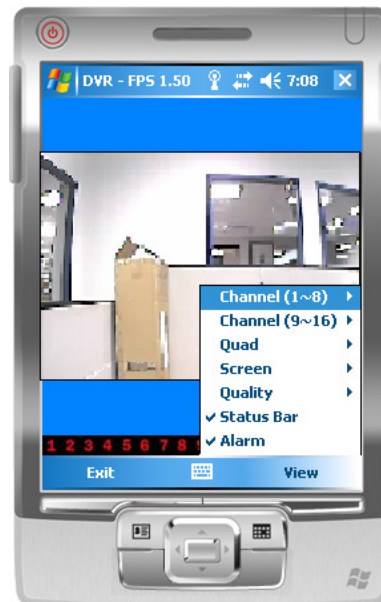 DVR - FPS 1.50 7:08
Channel (1~8)
Channel (9~16)
Quad
Screen
Quality
Status Bar
1 2 3 4 5 6 7 8
Alarm
Exit View